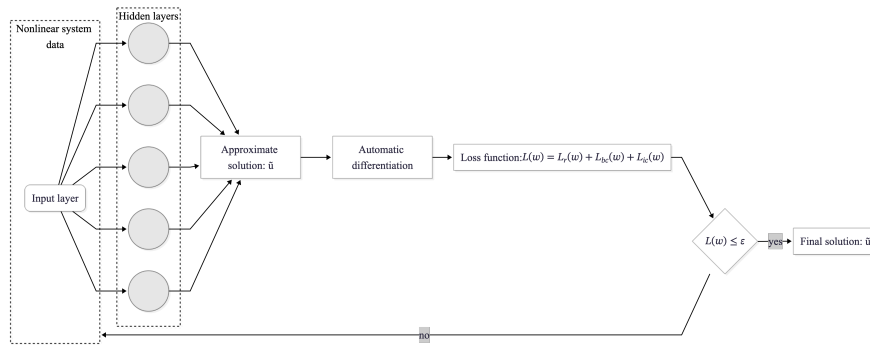 Hidden layers
Nonlinear system
data
Input layer
Approximate
solution: ũ
Automatic
differentiation
Loss function:L(w) = Lᵣ(w) + L_bc(w) + L_ic(w)
L(w) ≤ ε
yes
Final solution: ũ
no